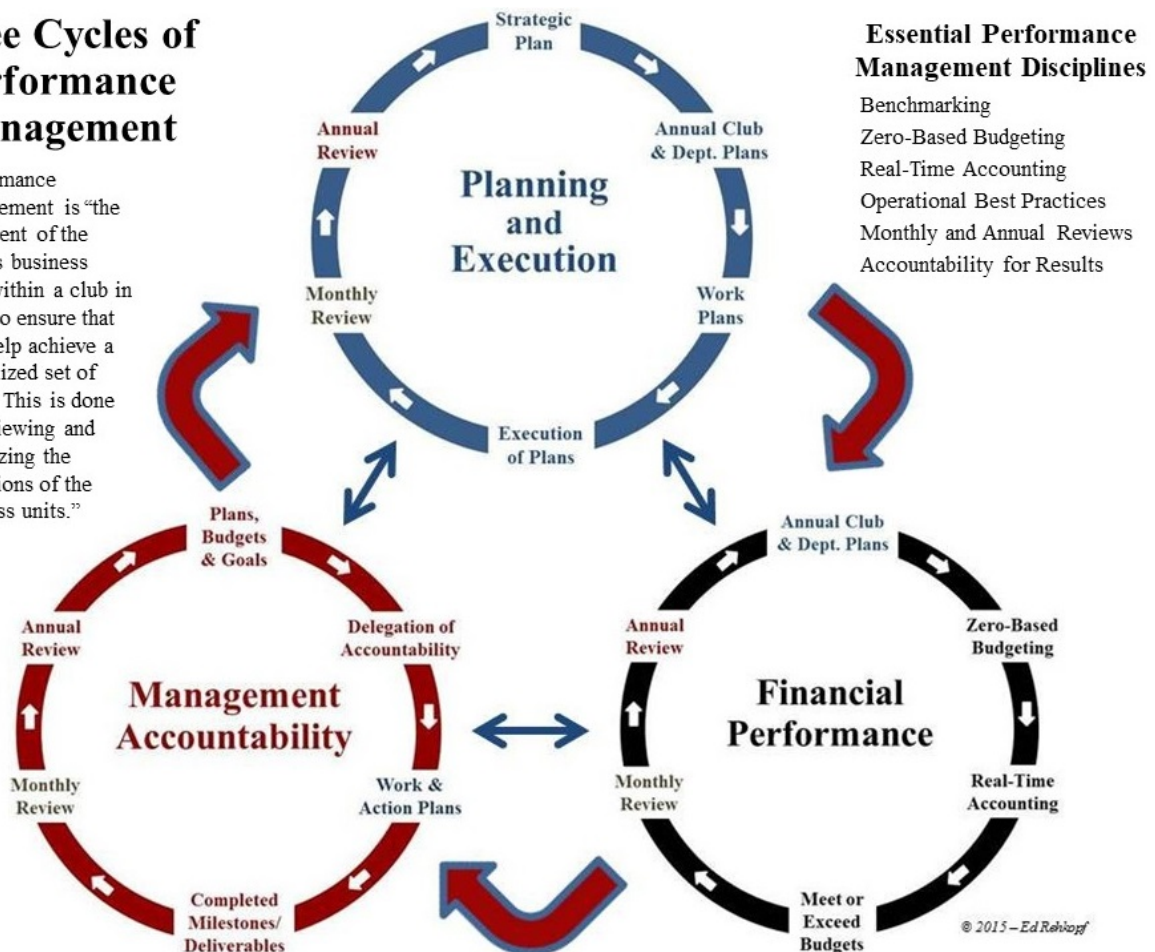 ee Cycles of
rformance
nagement
mance
ement is “the
ent of the
s business
ithin a club in
o ensure that
elp achieve a
ized set of
This is done
iewing and
zing the
ions of the
ss units.”
Essential Performance
Management Disciplines
Benchmarking
Zero-Based Budgeting
Real-Time Accounting
Operational Best Practices
Monthly and Annual Reviews
Accountability for Results
Planning
and
Execution
Strategic
Plan
Annual Club
& Dept. Plans
Work
Plans
Execution
of Plans
Monthly
Review
Annual
Review
Management
Accountability
Plans,
Budgets
& Goals
Delegation of
Accountability
Work &
Action Plans
Completed
Milestones/
Deliverables
Monthly
Review
Annual
Review
Financial
Performance
Annual Club
& Dept. Plans
Zero-Based
Budgeting
Real-Time
Accounting
Meet or
Exceed
Budgets
Monthly
Review
Annual
Review
© 2015 – Ed Rehkopf